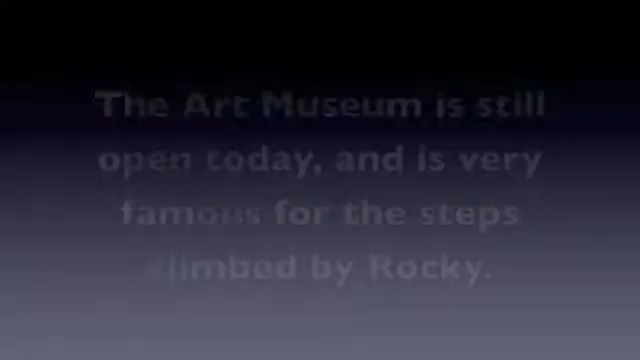 The Art Museum is still
open today, and is very
famous for the steps
climbed by Rocky.